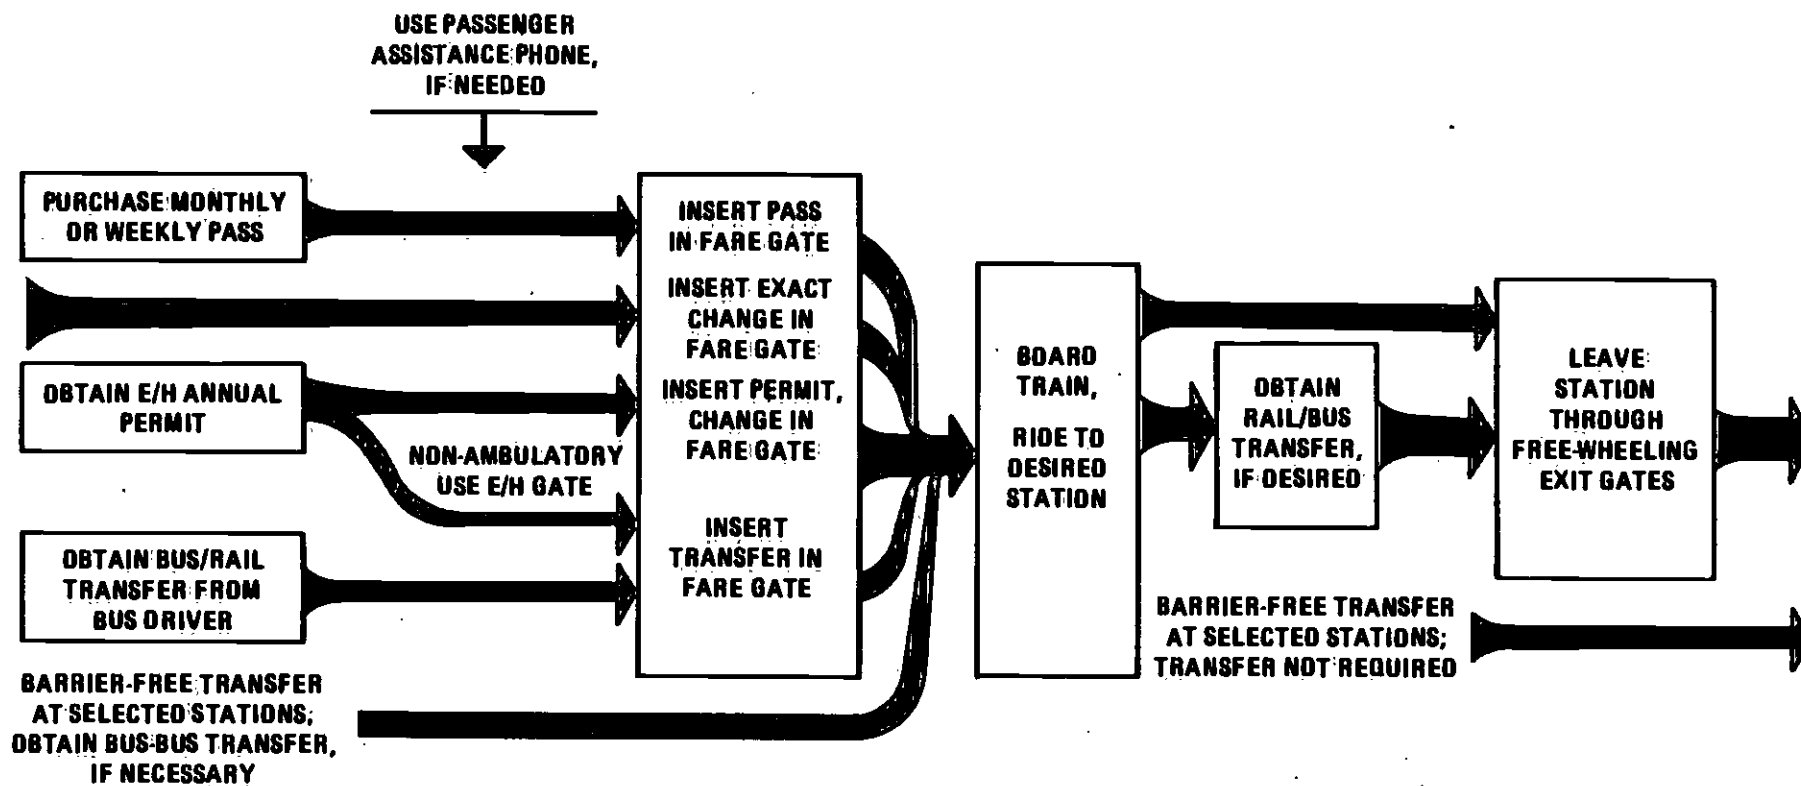 USE PASSENGER
ASSISTANCE PHONE,
IF NEEDED
PURCHASE MONTHLY
OR WEEKLY PASS
OBTAIN E/H ANNUAL
PERMIT
NON-AMBULATORY
USE E/H GATE
OBTAIN BUS/RAIL
TRANSFER FROM
BUS DRIVER
BARRIER-FREE TRANSFER
AT SELECTED STATIONS;
OBTAIN BUS-BUS TRANSFER,
IF NECESSARY
INSERT PASS
IN FARE GATE
INSERT EXACT
CHANGE IN
FARE GATE
INSERT PERMIT,
CHANGE IN
FARE GATE
INSERT
TRANSFER IN
FARE GATE
BOARD
TRAIN,
RIDE TO
DESIRED
STATION
OBTAIN
RAIL/BUS
TRANSFER,
IF DESIRED
LEAVE
STATION
THROUGH
FREE-WHEELING
EXIT GATES
BARRIER-FREE TRANSFER
AT SELECTED STATIONS;
TRANSFER NOT REQUIRED